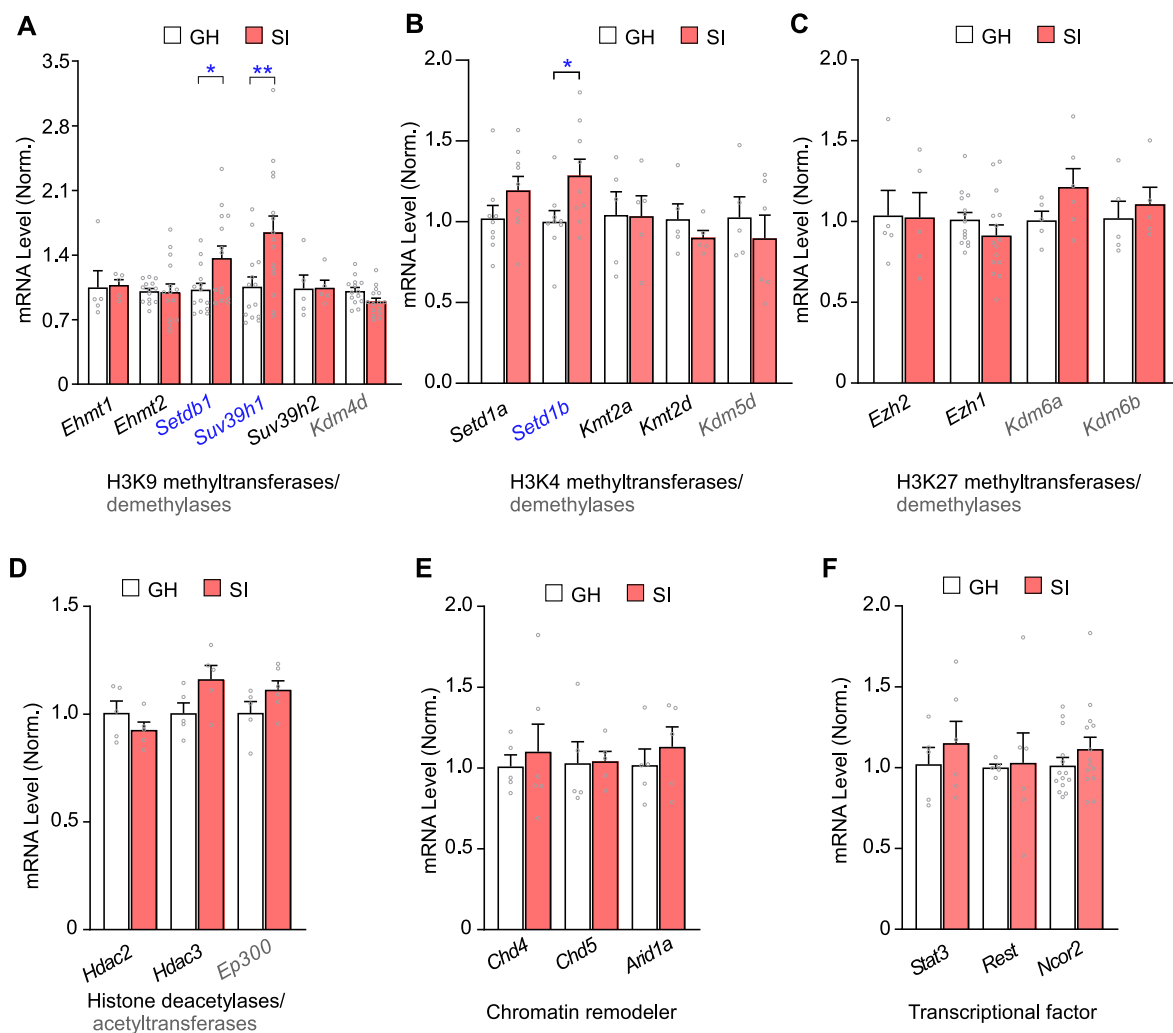 A
GH SI
mRNA Level (Norm.)
3.5
2.8
2.1
1.4
0.7
0
* **
Ehmt1 Ehmt2 Setdb1 Suv39h1 Suv39h2 Kdm4d
H3K9 methyltransferases/
demethylases
B
GH SI
mRNA Level (Norm.)
2.0
1.5
1.0
0.5
0.0
*
Setd1a Setd1b Kmt2a Kmt2d Kdm5d
H3K4 methyltransferases/
demethylases
C
GH SI
mRNA Level (Norm.)
2.0
1.5
1.0
0.5
0
Ezh2 Ezh1 Kdm6a Kdm6b
H3K27 methyltransferases/
demethylases
D
GH SI
mRNA Level (Norm.)
1.5
1.0
0.5
0
Hdac2 Hdac3 Ep300
Histone deacetylases/
acetyltransferases
E
GH SI
mRNA Level (Norm.)
2.0
1.5
1.0
0.5
0
Chd4 Chd5 Arid1a
Chromatin remodeler
F
GH SI
mRNA Level (Norm.)
2.0
1.5
1.0
0.5
0
Stat3 Rest Ncor2
Transcriptional factor